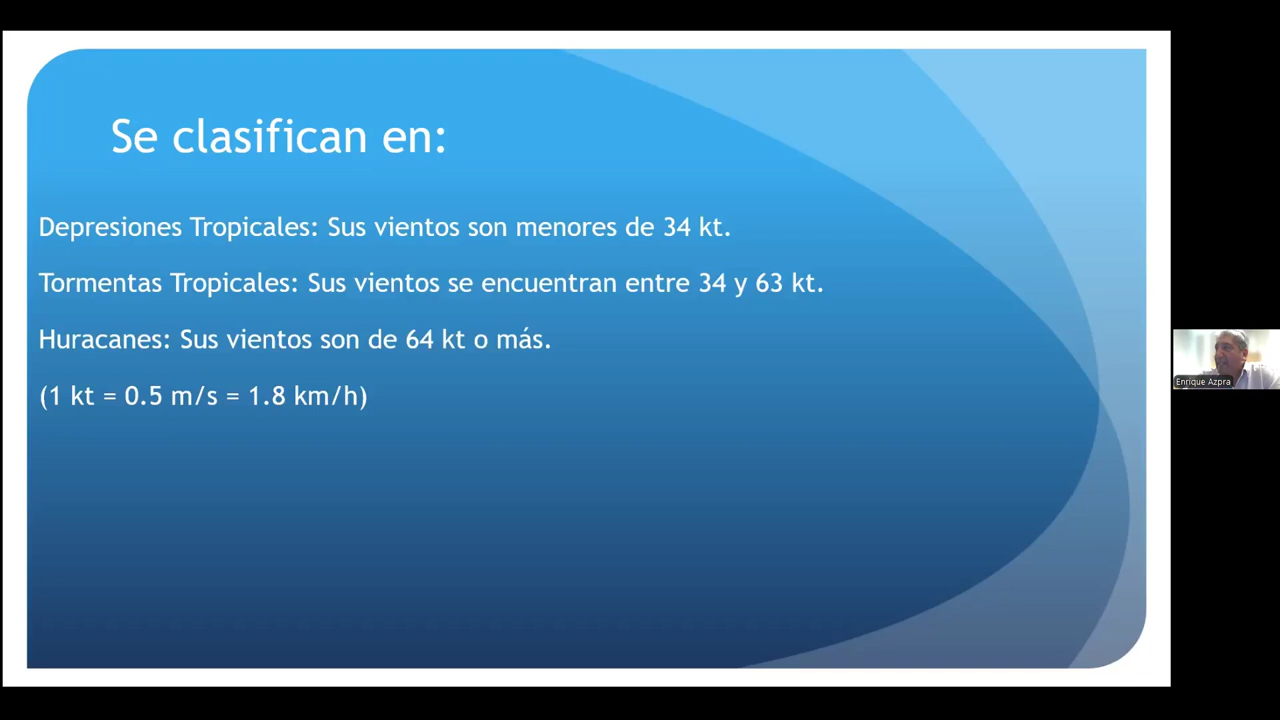 Se clasifican en:
Depresiones Tropicales: Sus vientos son menores de 34 kt.
Tormentas Tropicales: Sus vientos se encuentran entre 34 y 63 kt.
Huracanes: Sus vientos son de 64 kt o más.
(1 kt = 0.5 m/s = 1.8 km/h)
Enrique Azpra